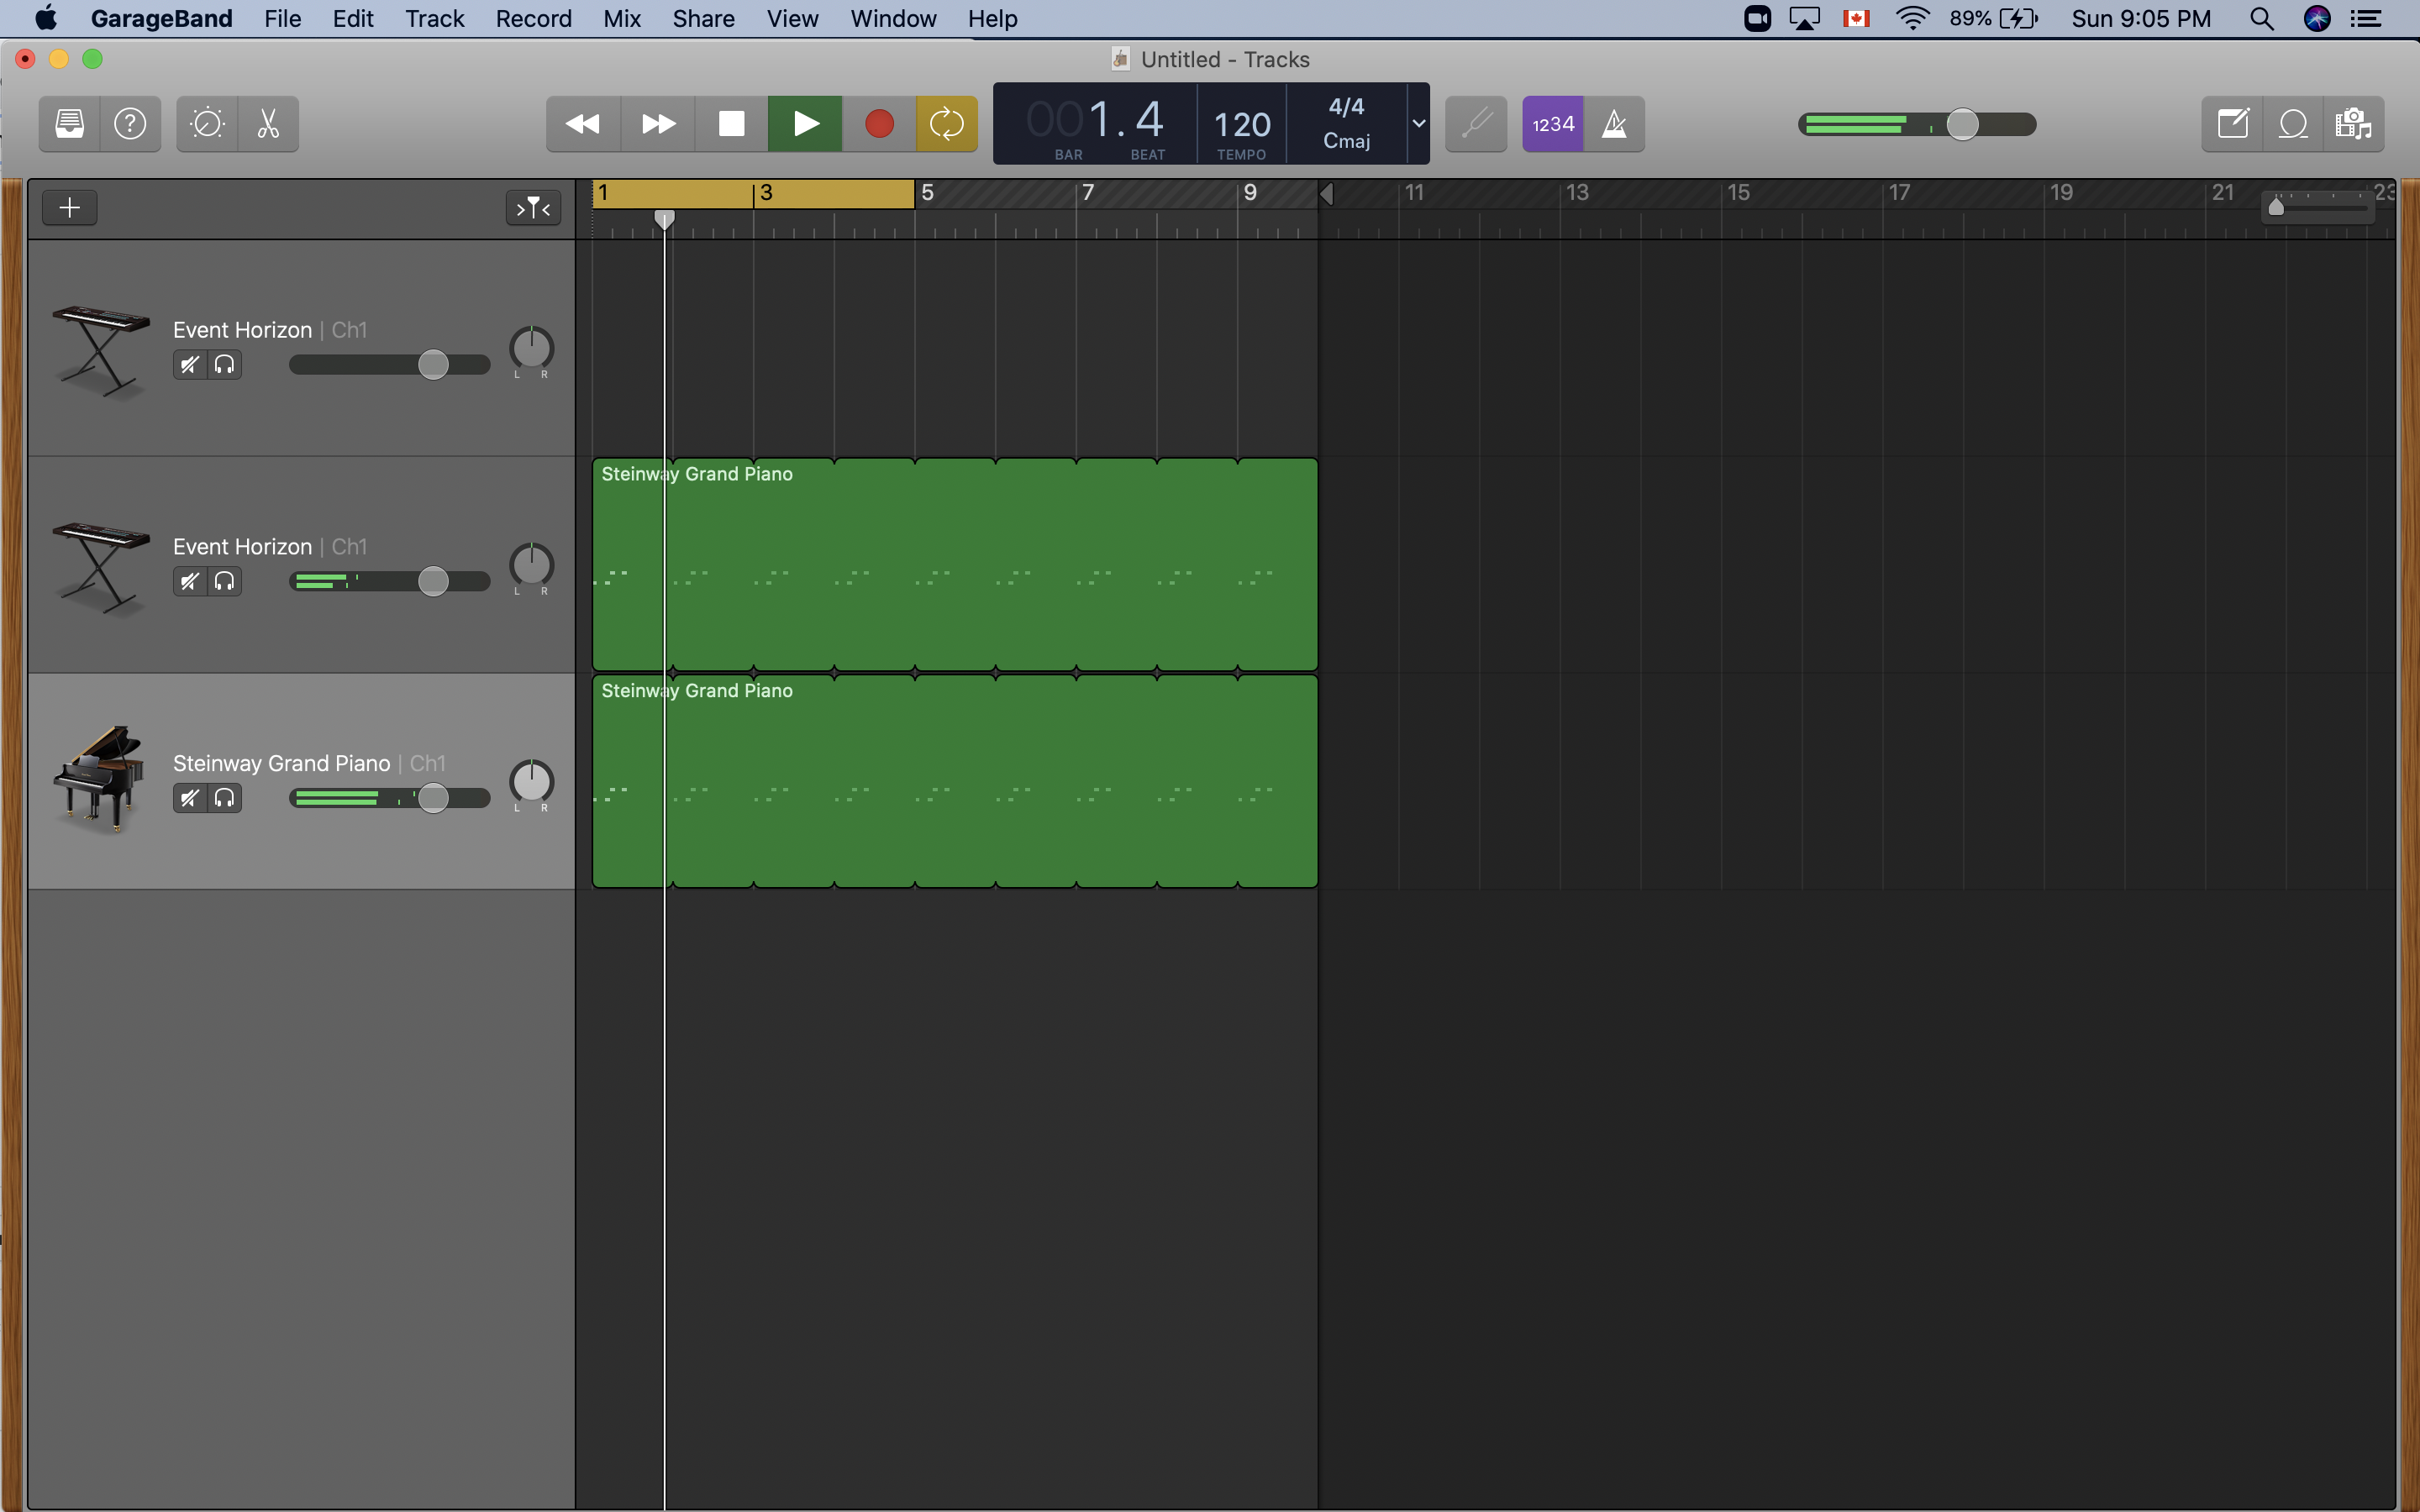 GarageBand File Edit Track Record Mix Share View Window Help 89% Sun 9:05 PM
Untitled - Tracks
001.4 120 4/4
Cmaj
BAR BEAT TEMPO
1234
1 3 5 7 9 11 13 15 17 19 21 23
Event Horizon | Ch1
L R
Steinway Grand Piano
Event Horizon | Ch1
L R
Steinway Grand Piano
Steinway Grand Piano | Ch1
L R